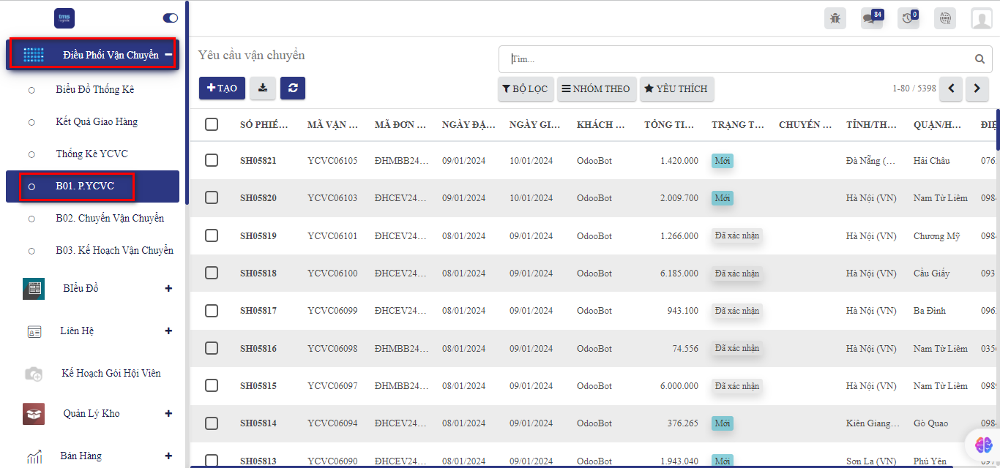 tms
84
0
Điều Phối Vận Chuyển
Biểu Đồ Thống Kê
Kết Quả Giao Hàng
Thống Kê YCVC
B01. P.YCVC
B02. Chuyến Vận Chuyển
B03. Kế Hoạch Vận Chuyển
BIểu Đồ
Liên Hệ
Kế Hoạch Gói Hội Viên
Quản Lý Kho
Bán Hàng
Yêu cầu vận chuyển
Tìm...
TẠO
BỘ LỌC
NHÓM THEO
YÊU THÍCH
1-80 / 5398
SỐ PHIẾ... MÃ VẬN ... MÃ ĐƠN ... NGÀY ĐẶ... NGÀY GI... KHÁCH ... TỔNG TI... TRẠNG T... CHUYẾN ... TỈNH/TH... QUẬN/H... ĐIỆ
SH05821 YCVC06105 ĐHMBB24... 09/01/2024 10/01/2024 OdooBot 1.420.000 Mới Đà Nẵng (... Hải Châu 076
SH05820 YCVC06103 ĐHCEV24... 09/01/2024 10/01/2024 OdooBot 2.009.700 Mới Hà Nội (VN) Nam Từ Liêm 098
SH05819 YCVC06101 ĐHCEV24... 08/01/2024 09/01/2024 OdooBot 1.266.000 Đã xác nhận Hà Nội (VN) Chương Mỹ 098
SH05818 YCVC06100 ĐHCEV24... 08/01/2024 09/01/2024 OdooBot 6.185.000 Đã xác nhận Hà Nội (VN) Cầu Giấy 093
SH05817 YCVC06099 ĐHCEV24... 08/01/2024 09/01/2024 OdooBot 943.100 Đã xác nhận Hà Nội (VN) Ba Đình 096
SH05816 YCVC06098 ĐHMBB24... 08/01/2024 09/01/2024 OdooBot 74.556 Đã xác nhận Hà Nội (VN) Nam Từ Liêm 035
SH05815 YCVC06097 ĐHMBB24... 08/01/2024 09/01/2024 OdooBot 6.000.000 Đã xác nhận Hà Nội (VN) Nam Từ Liêm 098
SH05814 YCVC06094 ĐHCEV24... 08/01/2024 09/01/2024 OdooBot 376.265 Mới Kiên Giang... Gò Quao 098
SH05813 YCVC06090 ĐHCEV24... 08/01/2024 09/01/2024 OdooBot 1.943.040 Mới Sơn La (VN) Phù Yên